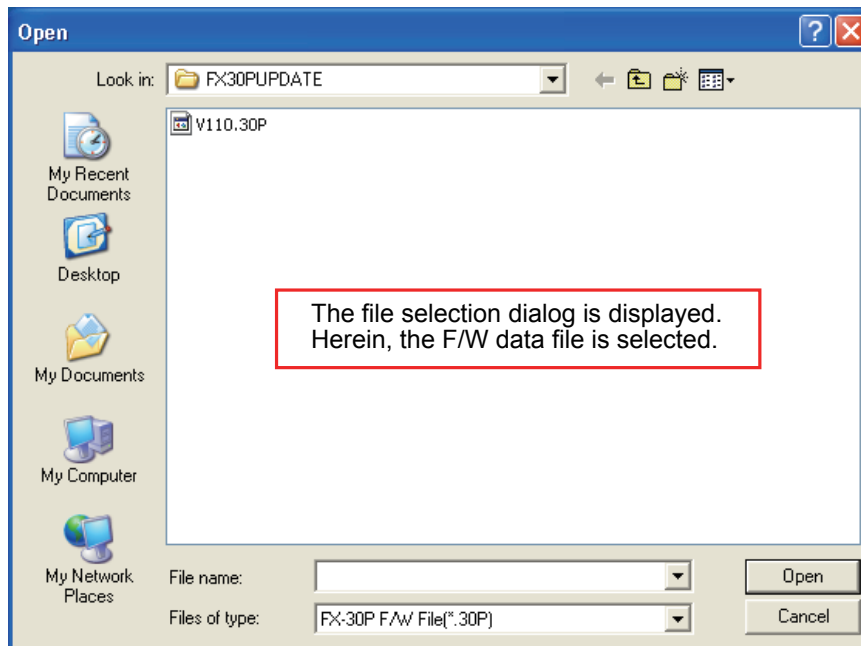 Open
Look in: FX30PUPDATE
V110.30P
My Recent
Documents
Desktop
My Documents
My Computer
My Network
Places
The file selection dialog is displayed.
Herein, the F/W data file is selected.
File name:
Open
Files of type: FX-30P F/W File(*.30P)
Cancel